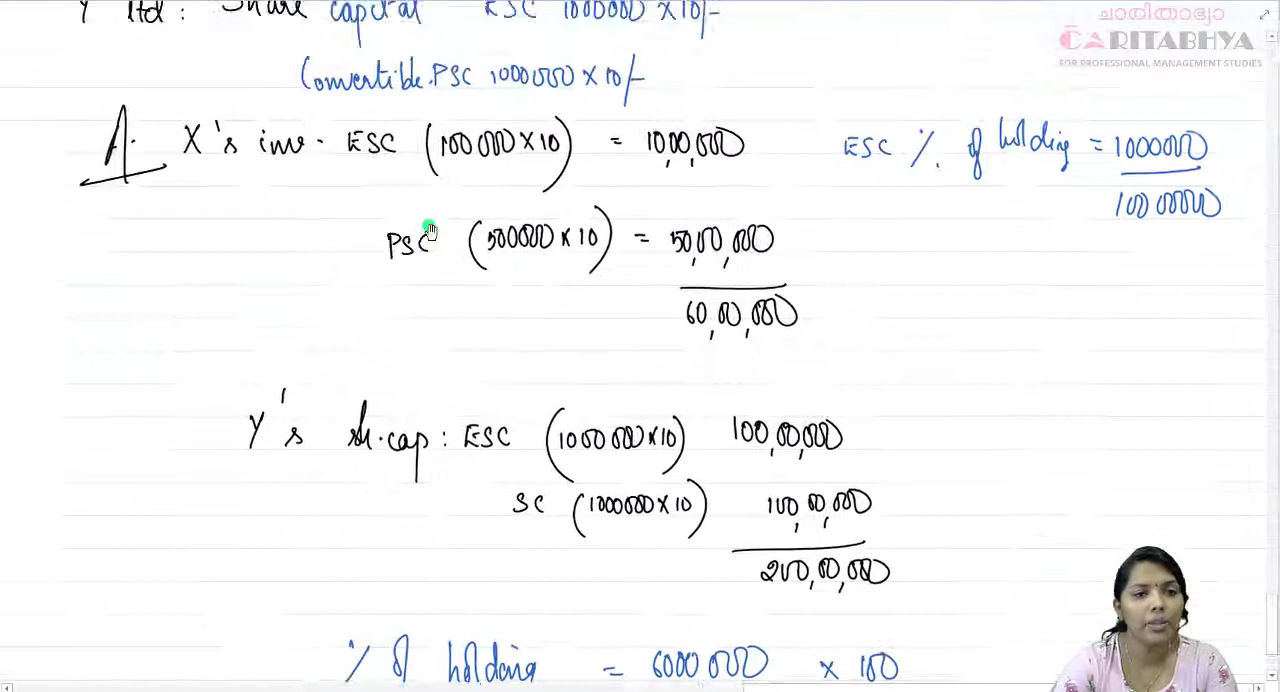 Y ltd : Share capital ESC 1000000 × 10/-
Convertible PSC 1000000 × 10/-
ചാരിതാഭ്യാ
CARITABHYA
FOR PROFESSIONAL MANAGEMENT STUDIES
A. X's inv - ESC (100000 × 10) = 10,00,000
ESC % of holding = 1000000
10000000
PSC (500000 × 10) = 50,00,000
60,00,000
Y's sh.cap : ESC (1000000 × 10) 100,00,000
SC (1000000 × 10) 100,00,000
200,00,000
% of holding = 6000000 × 100